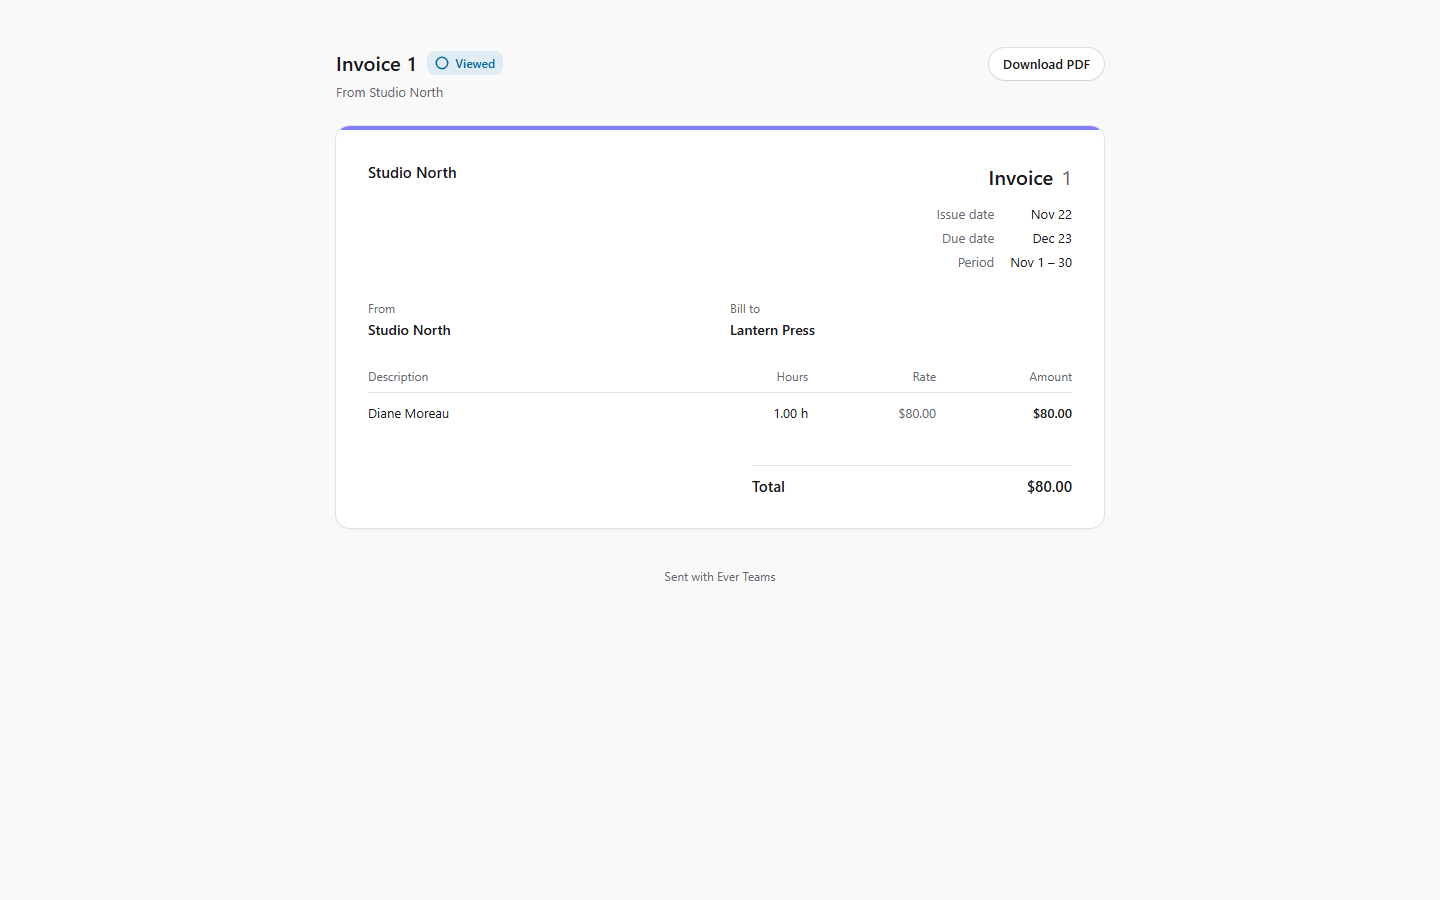 Invoice 1 Viewed
Download PDF
From Studio North
Studio North
Invoice 1
Issue date Nov 22
Due date Dec 23
Period Nov 1 – 30
From Bill to
Studio North Lantern Press
Description Hours Rate Amount
Diane Moreau 1.00 h $80.00 $80.00
Total $80.00
Sent with Ever Teams